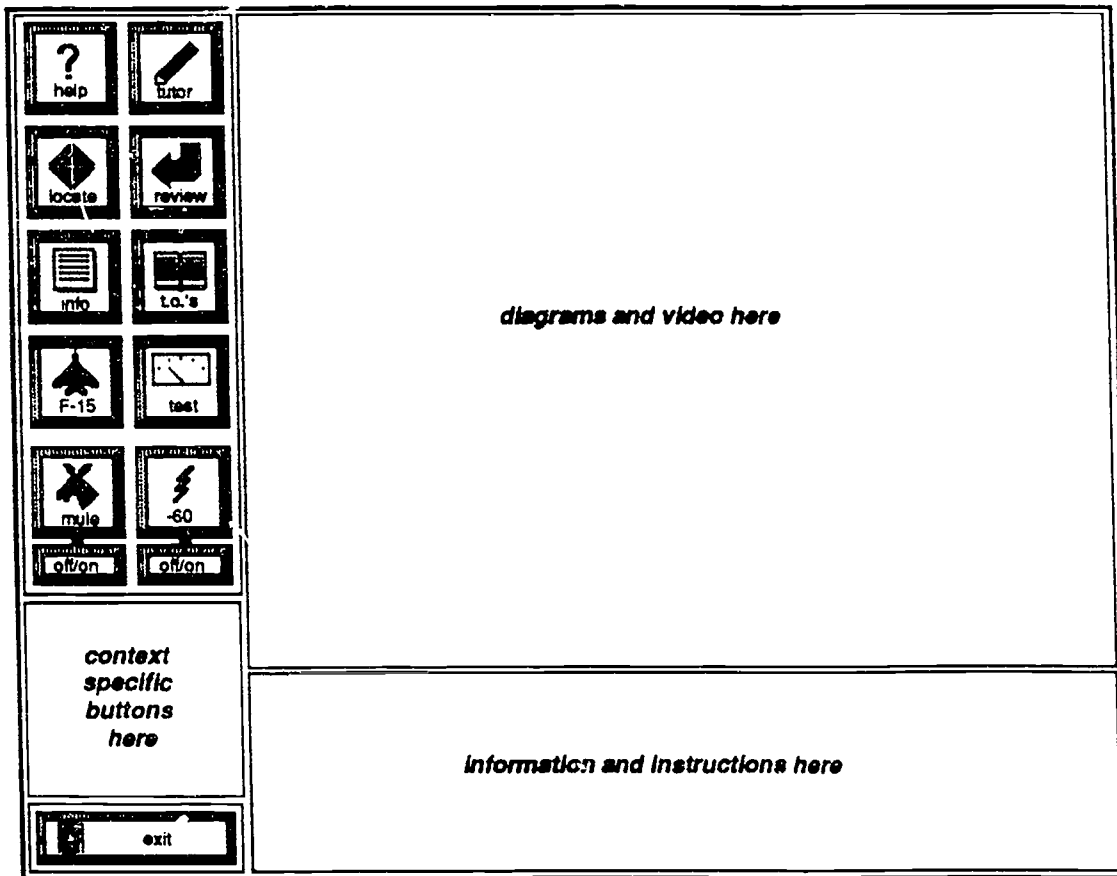 ?
help
tutor
locate
review
info
t.o.'s
F-15
test
mule
-60
off/on
off/on
context
specific
buttons
here
exit
diagrams and video here
information and instructions here